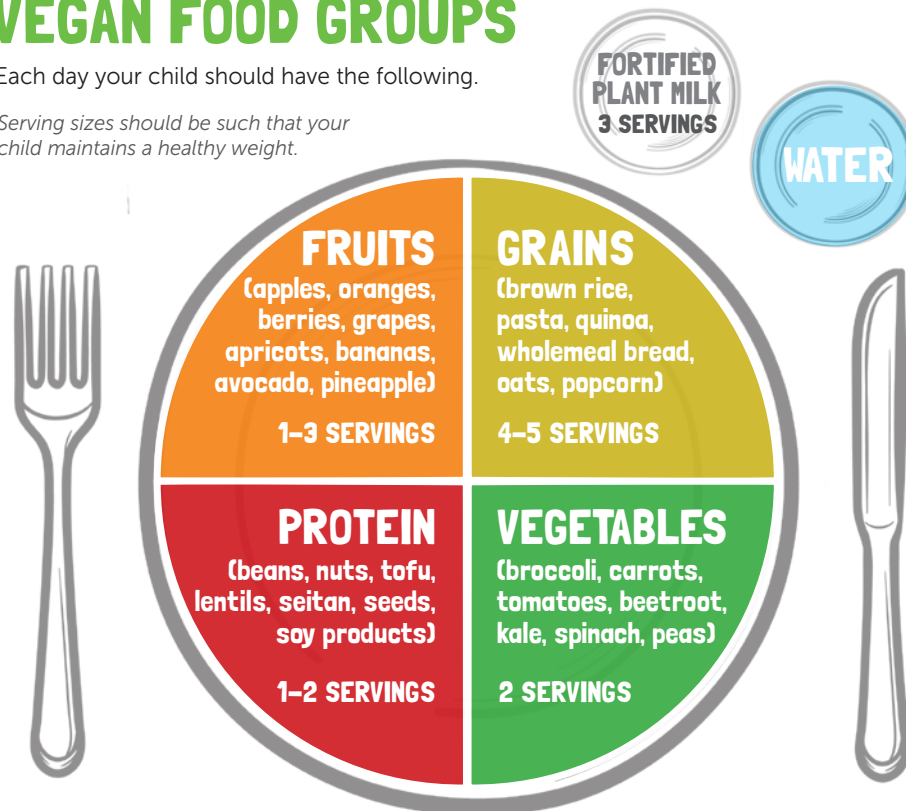 VEGAN FOOD GROUPS
Each day your child should have the following.
Serving sizes should be such that your
child maintains a healthy weight.
FORTIFIED
PLANT MILK
3 SERVINGS
WATER
FRUITS
(apples, oranges,
berries, grapes,
apricots, bananas,
avocado, pineapple)
1–3 SERVINGS
GRAINS
(brown rice,
pasta, quinoa,
wholemeal bread,
oats, popcorn)
4–5 SERVINGS
PROTEIN
(beans, nuts, tofu,
lentils, seitan, seeds,
soy products)
1–2 SERVINGS
VEGETABLES
(broccoli, carrots,
tomatoes, beetroot,
kale, spinach, peas)
2 SERVINGS